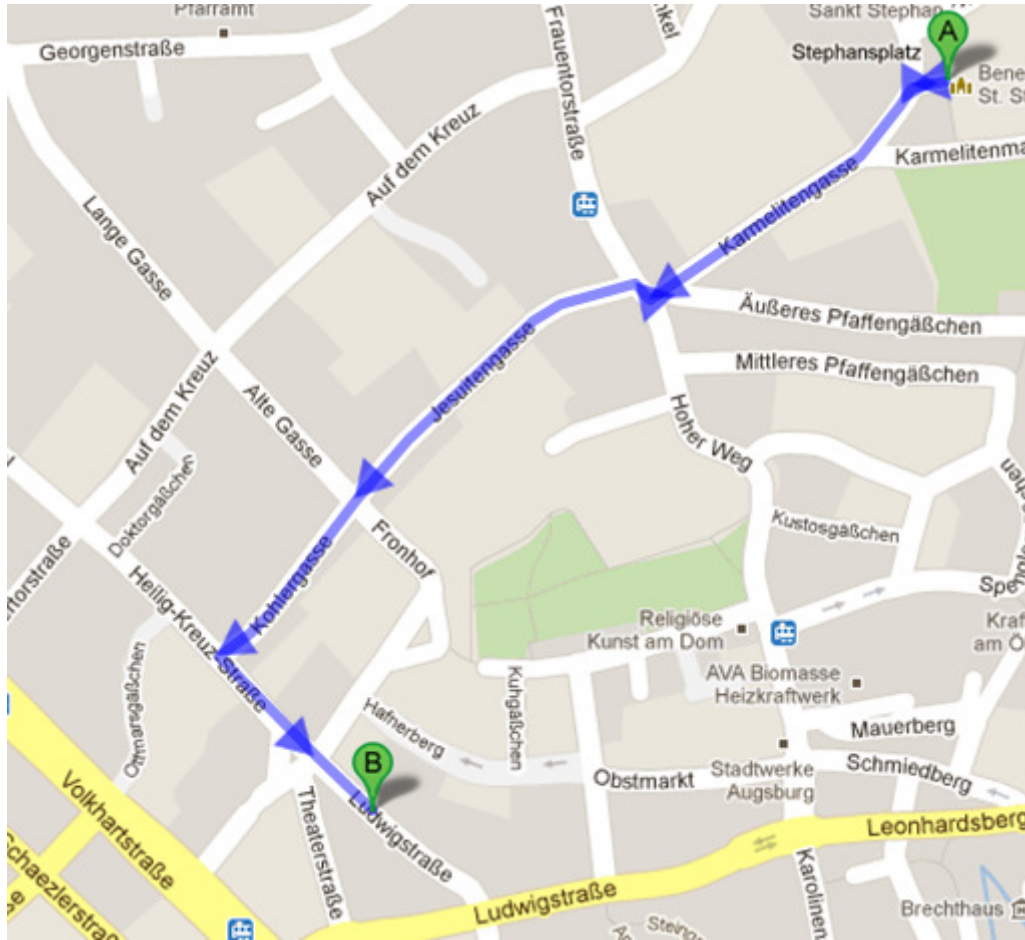 Pfarramt
Georgenstraße
Frauentorstraße
Sankt Stephan
A
Stephansplatz
St. S
Karmelitengasse
Auf dem Kreuz
Lange Gasse
Äußeres Pfaffengäßchen
Mittleres Pfaffengäßchen
Jesuitengasse
Alte Gasse
Auf dem Kreuz
Hoher Weg
Doktorgäßchen
Fronhof
Kustosgäßchen
Kohlergasse
Heilig-Kreuz-Straße
Religiöse
Kunst am Dom
Ottmarsgäßchen
Kuhgäßchen
AVA Biomasse
Heizkraftwerk
Hafnerberg
Mauerberg
B
Obstmarkt
Stadtwerke
Augsburg
Schmiedberg
Volkhartstraße
Theaterstraße
Ludwigstraße
Leonhardsberg
Ludwigstraße
Karolinen
Brechthaus